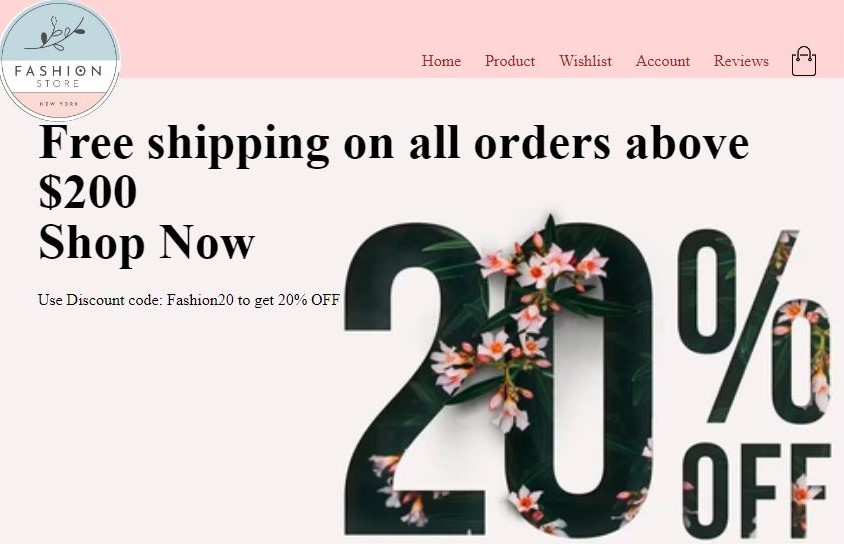 FASHION
STORE
NEW YORK
Home Product Wishlist Account Reviews
Free shipping on all orders above
$200
Shop Now
Use Discount code: Fashion20 to get 20% OFF
20%
OFF